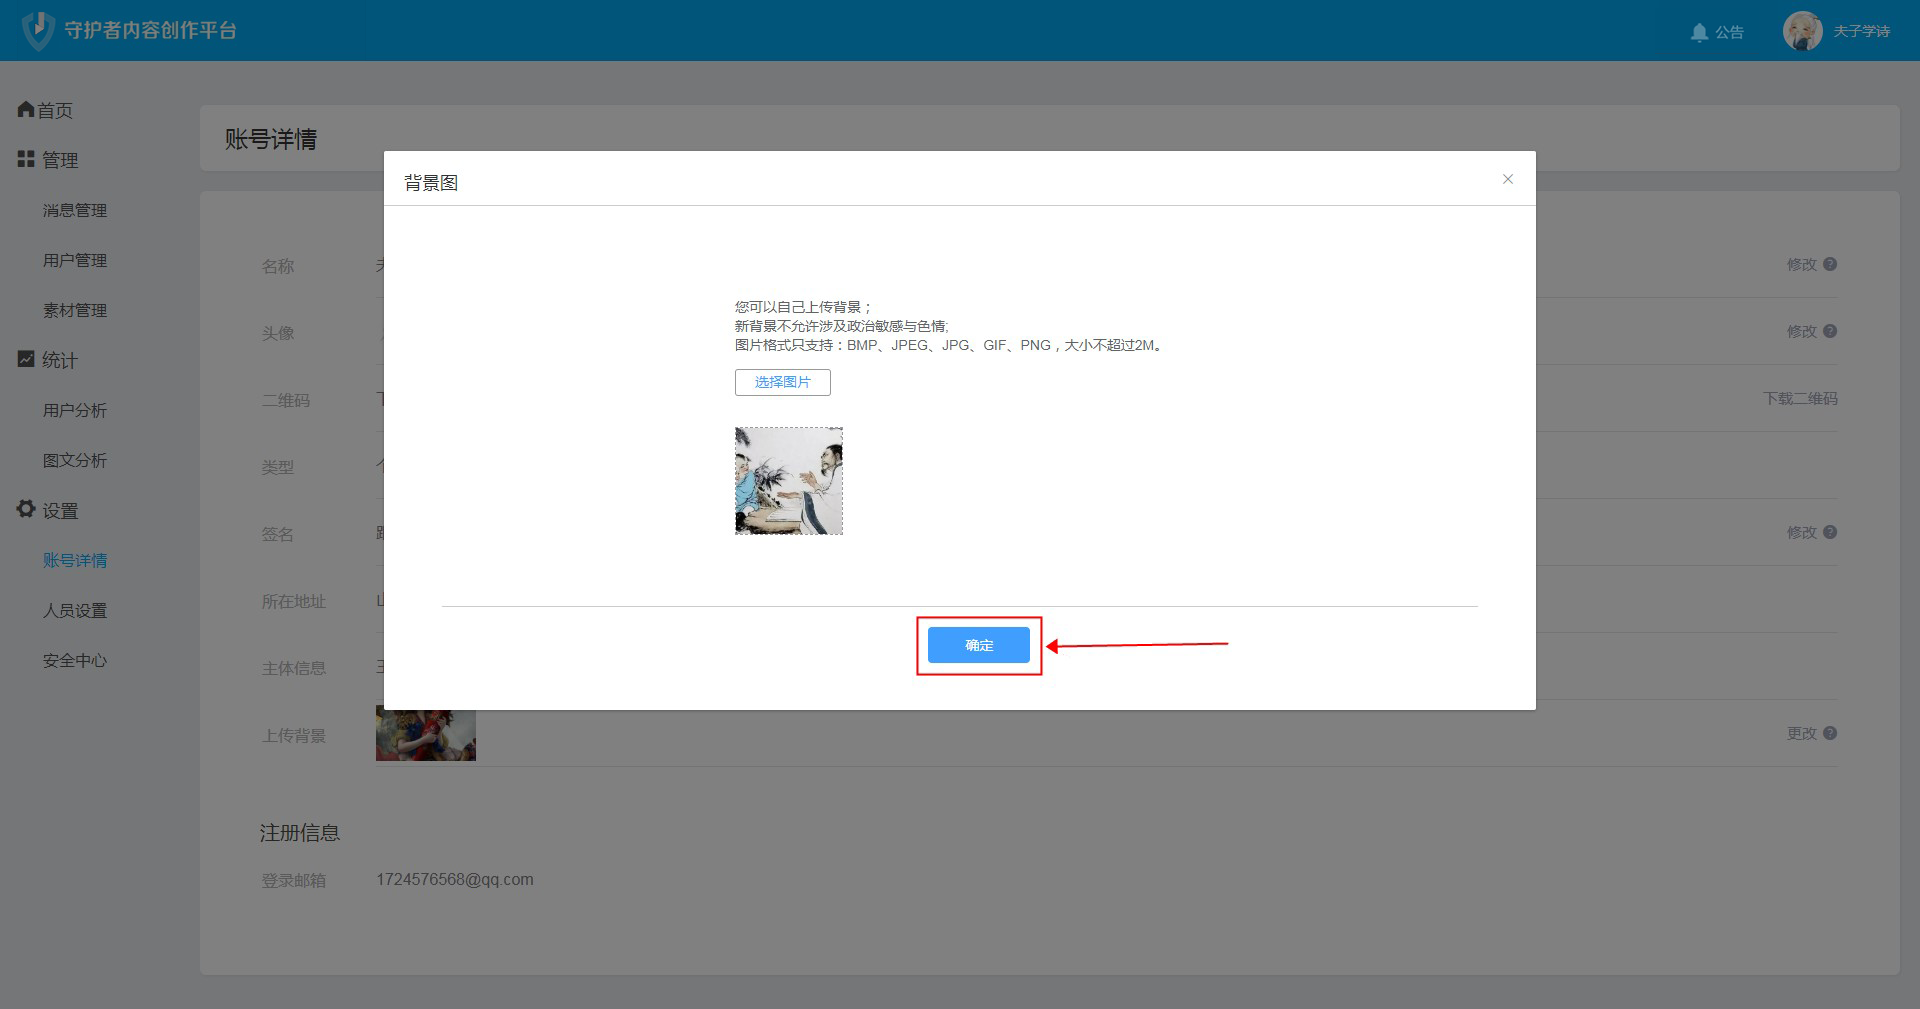 守护者内容创作平台
公告
夫子学诗
首页
管理
消息管理
用户管理
素材管理
统计
用户分析
图文分析
设置
账号详情
人员设置
安全中心
账号详情
背景图
您可以自己上传背景；
新背景不允许涉及政治敏感与色情;
图片格式只支持：BMP、JPEG、JPG、GIF、PNG，大小不超过2M。
选择图片
确定
名称
修改
头像
修改
二维码
下载二维码
类型
签名
修改
所在地址
主体信息
上传背景
更改
注册信息
登录邮箱 1724576568@qq.com